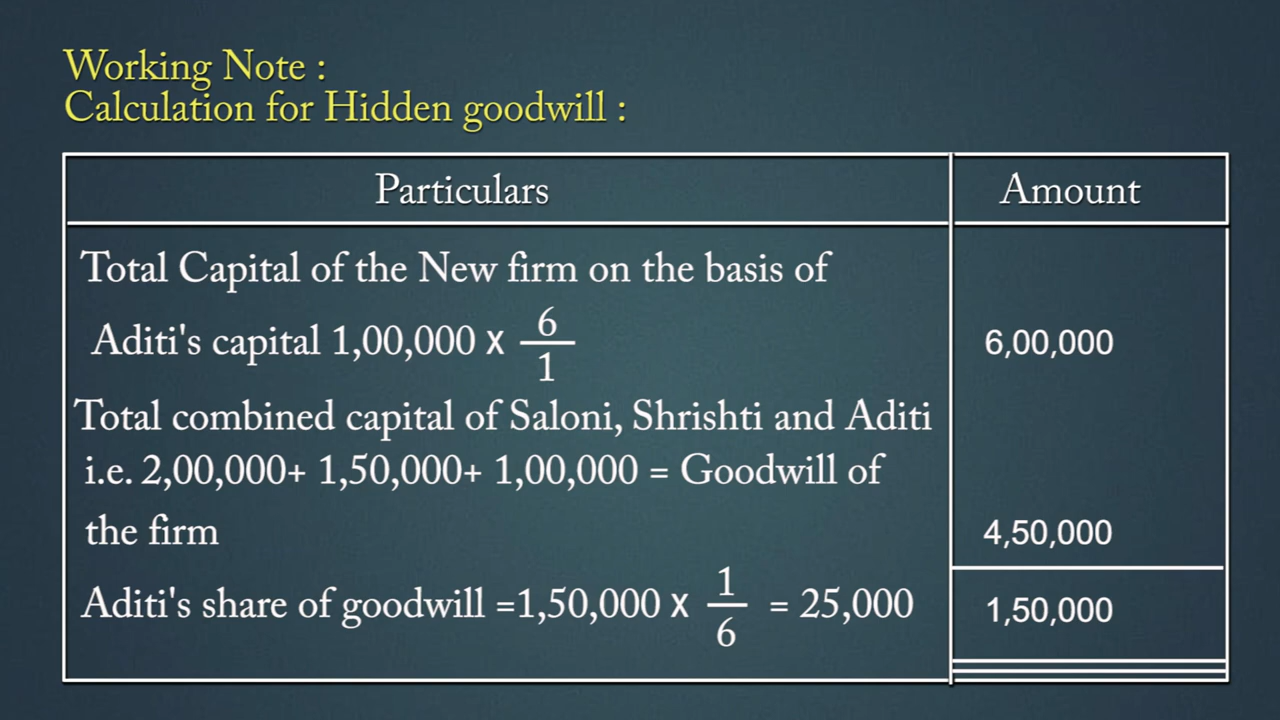 Working Note :
Calculation for Hidden goodwill :
Particulars Amount
Total Capital of the New firm on the basis of
Aditi's capital 1,00,000 x 6/1 6,00,000
Total combined capital of Saloni, Shrishti and Aditi
i.e. 2,00,000+ 1,50,000+ 1,00,000 = Goodwill of
the firm 4,50,000
Aditi's share of goodwill =1,50,000 x 1/6 = 25,000 1,50,000